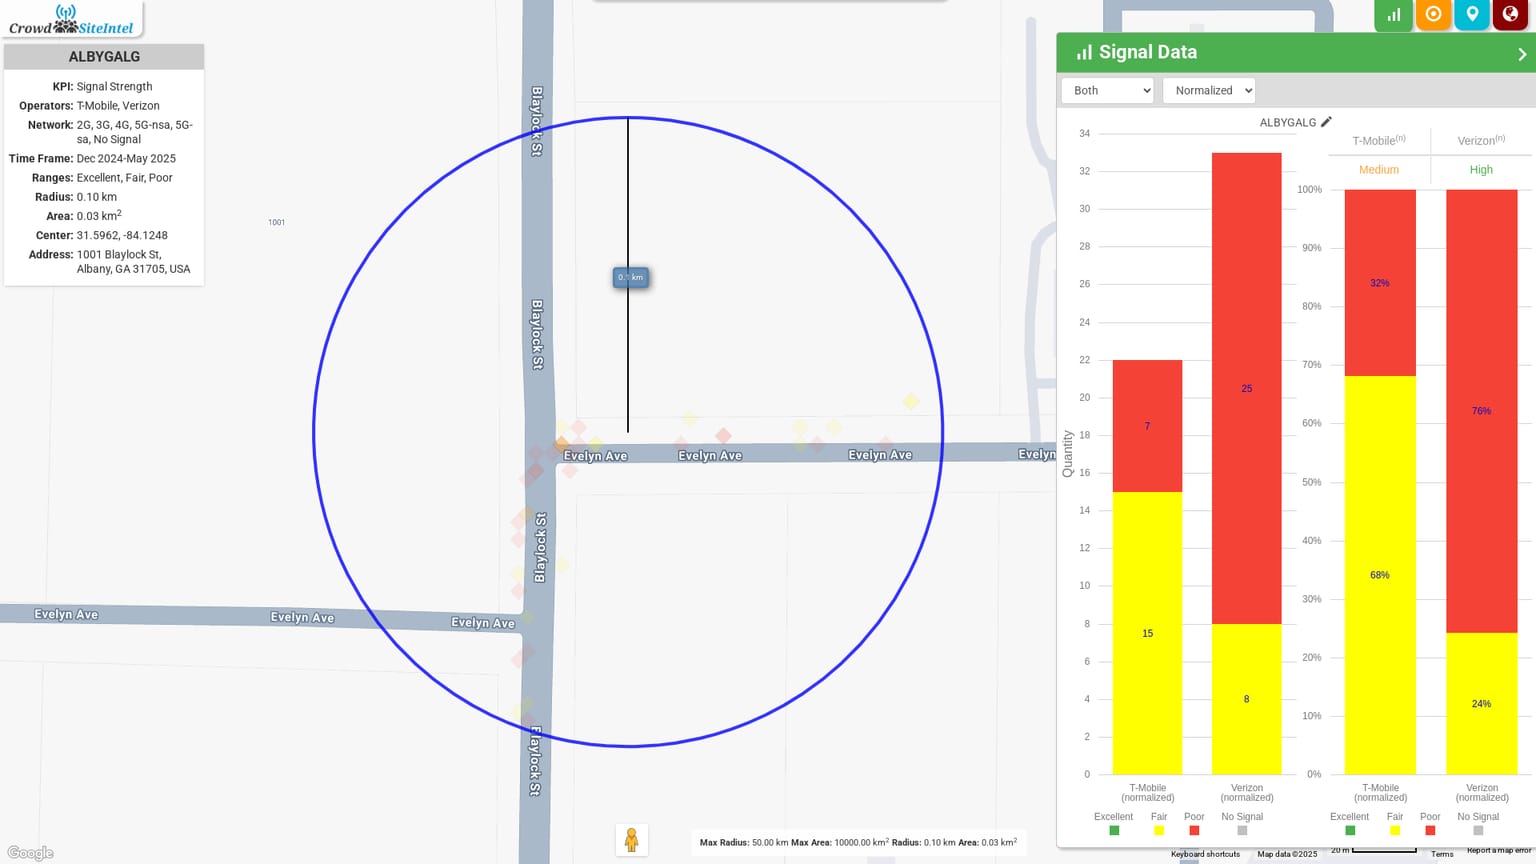 Crowd SiteIntel
ALBYGALG
KPI: Signal Strength
Operators: T-Mobile, Verizon
Network: 2G, 3G, 4G, 5G-nsa, 5G-
sa, No Signal
Time Frame: Dec 2024-May 2025
Ranges: Excellent, Fair, Poor
Radius: 0.10 km
Area: 0.03 km²
Center: 31.5962, -84.1248
Address: 1001 Blaylock St,
Albany, GA 31705, USA
1001
Blaylock St
Blaylock St
Blaylock St
Blaylock St
0.1 km
Evelyn Ave
Evelyn Ave
Evelyn Ave
Evelyn
Evelyn Ave
Evelyn Ave
Evelyn Ave
Google
Max Radius: 50.00 km Max Area: 10000.00 km² Radius: 0.10 km Area: 0.03 km²
Signal Data
Both
Normalized
ALBYGALG
Quantity
34
32
30
28
26
24
22
20
18
16
14
12
10
8
6
4
2
0
7
15
25
8
T-Mobile
(normalized)
Verizon
(normalized)
Excellent
Fair
Poor
No Signal
T-Mobile(n)
Verizon(n)
Medium
High
100%
90%
80%
70%
60%
50%
40%
30%
20%
10%
0%
32%
68%
76%
24%
T-Mobile
(normalized)
Verizon
(normalized)
Excellent
Fair
Poor
No Signal
Keyboard shortcuts
Map data ©2025
20 m
Terms
Report a map error